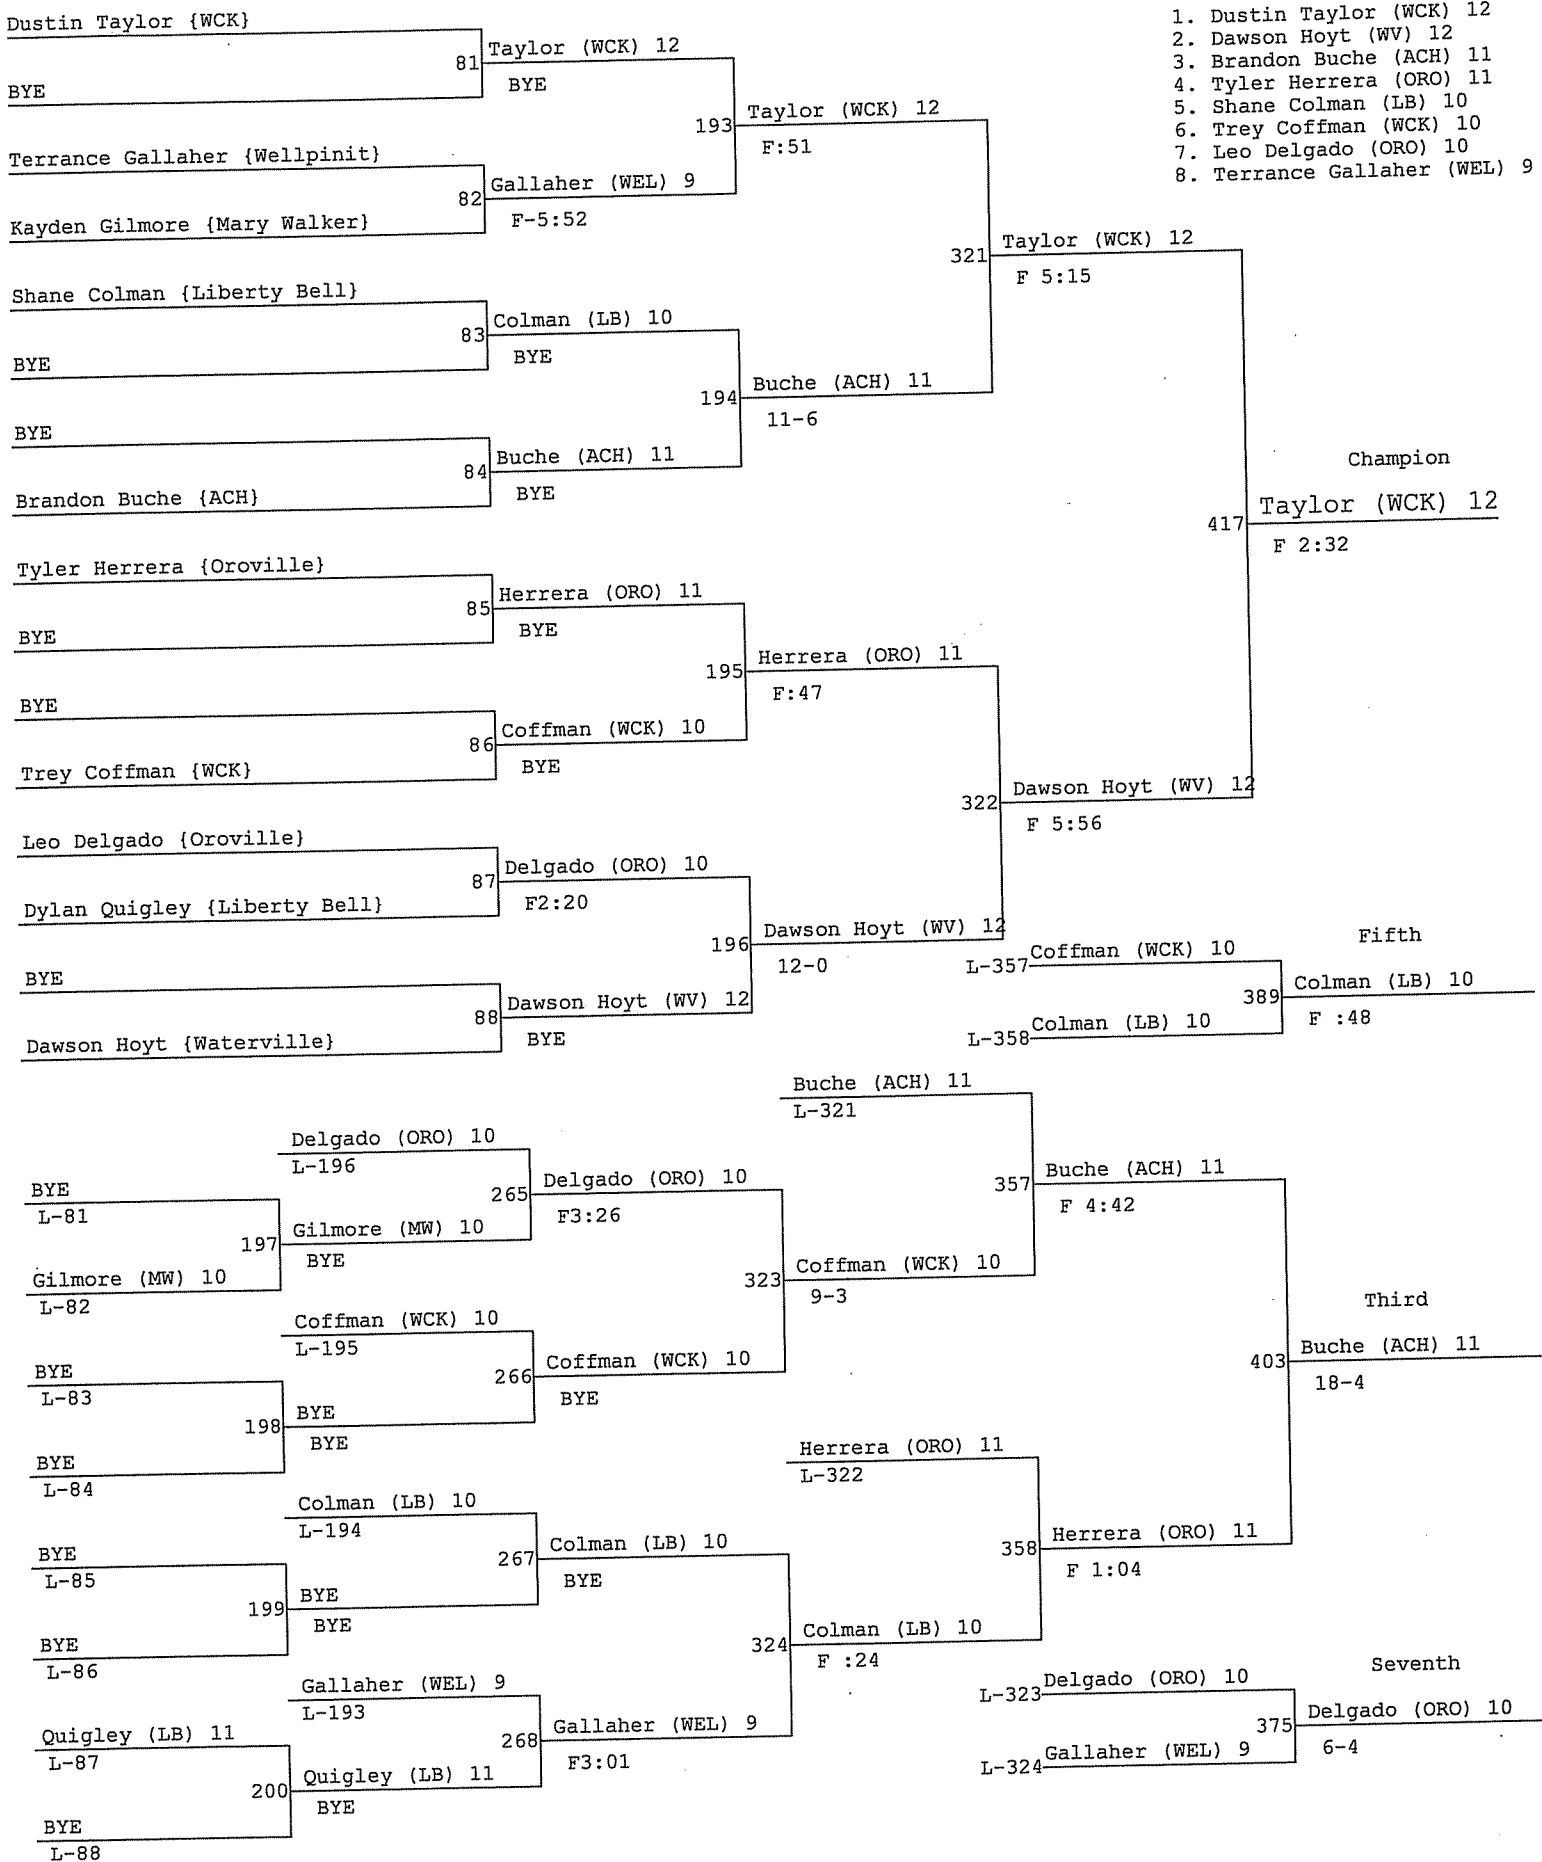 Dustin Taylor {WCK}
81
Taylor (WCK) 12
BYE
BYE
193
Taylor (WCK) 12
F:51
Terrance Gallaher {Wellpinit}
82
Gallaher (WEL) 9
F-5:52
Kayden Gilmore {Mary Walker}
321
Taylor (WCK) 12
F 5:15
Shane Colman {Liberty Bell}
83
Colman (LB) 10
BYE
BYE
194
Buche (ACH) 11
11-6
BYE
84
Buche (ACH) 11
BYE
Brandon Buche {ACH}
1. Dustin Taylor (WCK) 12
2. Dawson Hoyt (WV) 12
3. Brandon Buche (ACH) 11
4. Tyler Herrera (ORO) 11
5. Shane Colman (LB) 10
6. Trey Coffman (WCK) 10
7. Leo Delgado (ORO) 10
8. Terrance Gallaher (WEL) 9
Champion
417
Taylor (WCK) 12
F 2:32
Tyler Herrera {Oroville}
85
Herrera (ORO) 11
BYE
BYE
195
Herrera (ORO) 11
F:47
BYE
86
Coffman (WCK) 10
BYE
Trey Coffman {WCK}
322
Dawson Hoyt (WV) 12
F 5:56
Leo Delgado {Oroville}
87
Delgado (ORO) 10
F2:20
Dylan Quigley {Liberty Bell}
196
Dawson Hoyt (WV) 12
12-0
BYE
88
Dawson Hoyt (WV) 12
BYE
Dawson Hoyt {Waterville}
Fifth
L-357
Coffman (WCK) 10
389
Colman (LB) 10
F :48
L-358
Colman (LB) 10
Buche (ACH) 11
L-321
Delgado (ORO) 10
L-196
265
Delgado (ORO) 10
F3:26
BYE
L-81
197
Gilmore (MW) 10
BYE
Gilmore (MW) 10
L-82
357
Buche (ACH) 11
F 4:42
323
Coffman (WCK) 10
9-3
Coffman (WCK) 10
L-195
266
Coffman (WCK) 10
BYE
BYE
L-83
198
BYE
BYE
BYE
L-84
Third
403
Buche (ACH) 11
18-4
Herrera (ORO) 11
L-322
Colman (LB) 10
L-194
267
Colman (LB) 10
BYE
BYE
L-85
199
BYE
BYE
BYE
L-86
358
Herrera (ORO) 11
F 1:04
324
Colman (LB) 10
F :24
Gallaher (WEL) 9
L-193
268
Gallaher (WEL) 9
F3:01
Quigley (LB) 11
L-87
200
Quigley (LB) 11
BYE
BYE
L-88
Seventh
L-323
Delgado (ORO) 10
375
Delgado (ORO) 10
6-4
L-324
Gallaher (WEL) 9